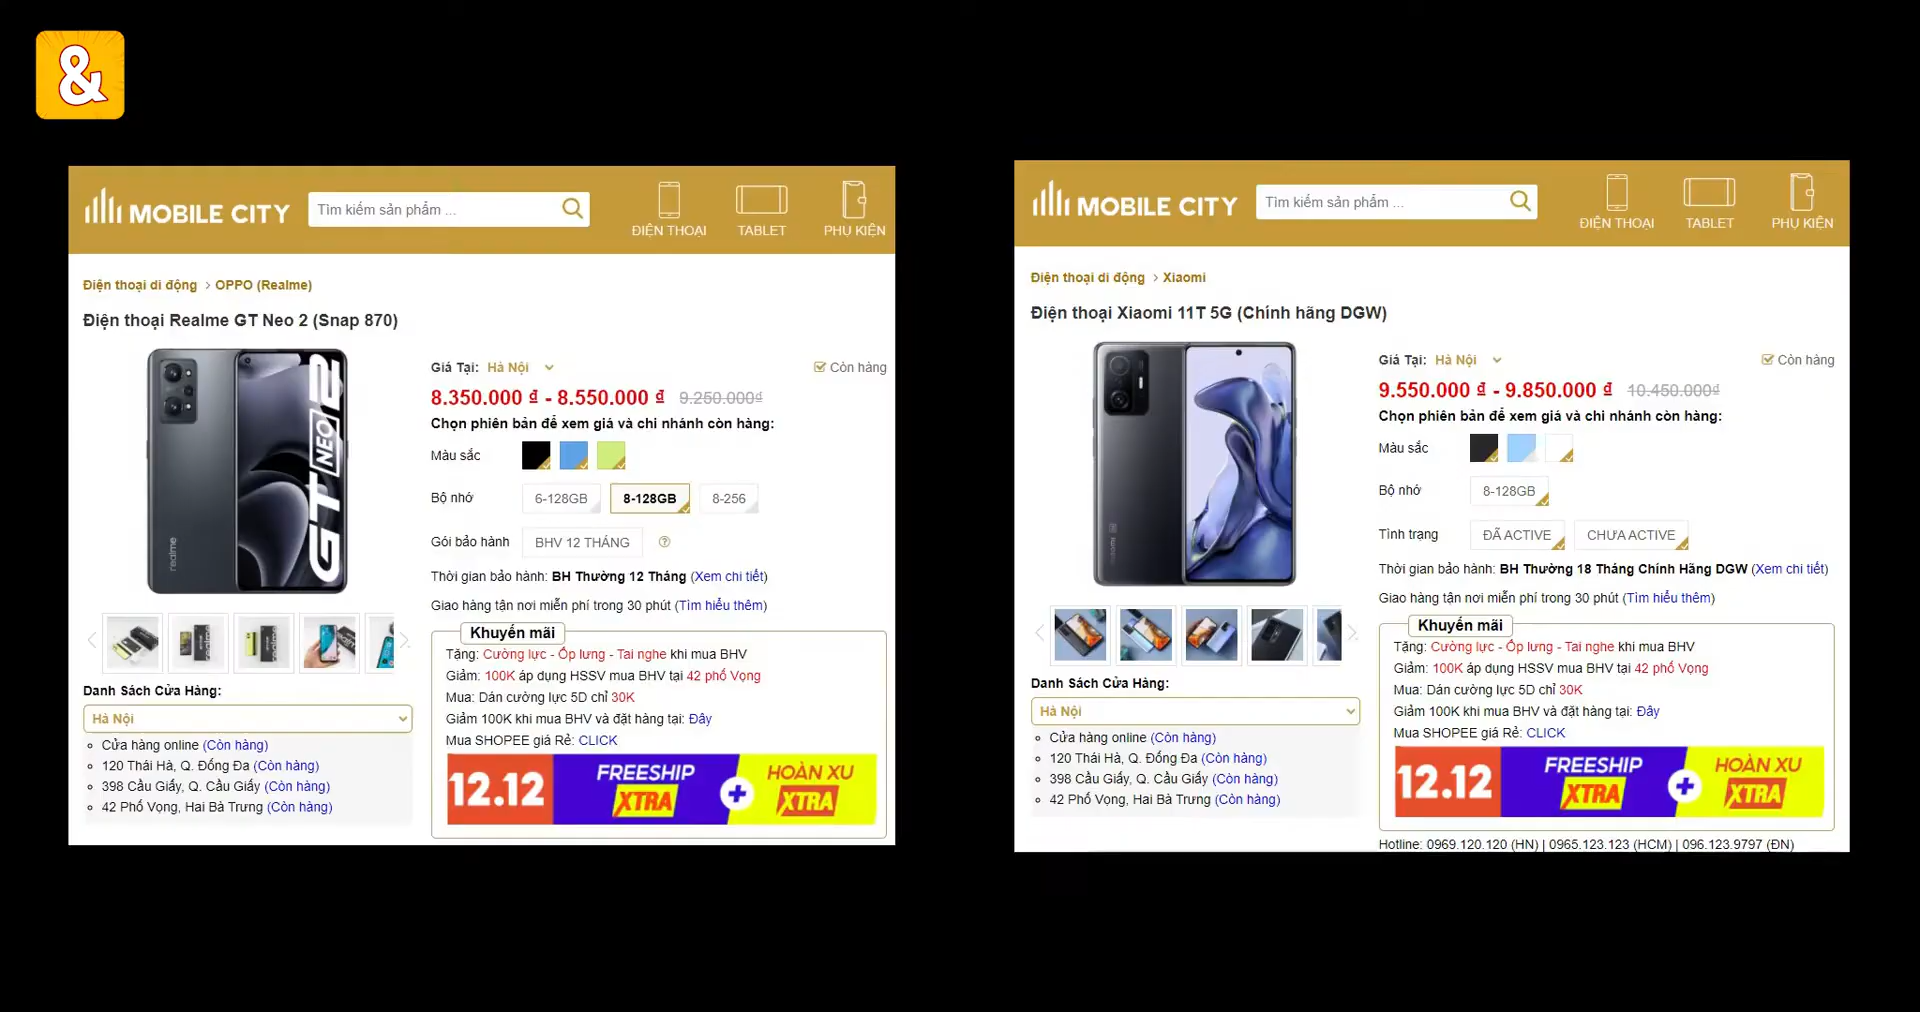 &
MOBILE CITY
Tìm kiếm sản phẩm ...
ĐIỆN THOẠI
TABLET
PHỤ KIỆN
Điện thoại di động > OPPO (Realme)
Điện thoại Realme GT Neo 2 (Snap 870)
GT NEO 2
realme
Giá Tại: Hà Nội
Còn hàng
8.350.000 ₫ - 8.550.000 ₫ 9.250.000₫
Chọn phiên bản để xem giá và chi nhánh còn hàng:
Màu sắc
Bộ nhớ 6-128GB 8-128GB 8-256
Gói bảo hành BHV 12 THÁNG ?
Thời gian bảo hành: BH Thường 12 Tháng (Xem chi tiết)
Giao hàng tận nơi miễn phí trong 30 phút (Tìm hiểu thêm)
Khuyến mãi
Tặng: Cường lực - Ốp lưng - Tai nghe khi mua BHV
Giảm: 100K áp dụng HSSV mua BHV tại 42 phố Vọng
Mua: Dán cường lực 5D chỉ 30K
Giảm 100K khi mua BHV và đặt hàng tại: Đây
Mua SHOPEE giá Rẻ: CLICK
12.12 FREESHIP XTRA + HOÀN XU XTRA
Danh Sách Cửa Hàng:
Hà Nội
Cửa hàng online (Còn hàng)
120 Thái Hà, Q. Đống Đa (Còn hàng)
398 Cầu Giấy, Q. Cầu Giấy (Còn hàng)
42 Phố Vọng, Hai Bà Trưng (Còn hàng)
MOBILE CITY
Tìm kiếm sản phẩm ...
ĐIỆN THOẠI
TABLET
PHỤ KIỆN
Điện thoại di động > Xiaomi
Điện thoại Xiaomi 11T 5G (Chính hãng DGW)
xiaomi
Giá Tại: Hà Nội
Còn hàng
9.550.000 ₫ - 9.850.000 ₫ 10.450.000₫
Chọn phiên bản để xem giá và chi nhánh còn hàng:
Màu sắc
Bộ nhớ 8-128GB
Tình trạng ĐÃ ACTIVE CHƯA ACTIVE
Thời gian bảo hành: BH Thường 18 Tháng Chính Hãng DGW (Xem chi tiết)
Giao hàng tận nơi miễn phí trong 30 phút (Tìm hiểu thêm)
Khuyến mãi
Tặng: Cường lực - Ốp lưng - Tai nghe khi mua BHV
Giảm: 100K áp dụng HSSV mua BHV tại 42 phố Vọng
Mua: Dán cường lực 5D chỉ 30K
Giảm 100K khi mua BHV và đặt hàng tại: Đây
Mua SHOPEE giá Rẻ: CLICK
12.12 FREESHIP XTRA + HOÀN XU XTRA
Hotline: 0969.120.120 (HN) | 0965.123.123 (HCM) | 096.123.9797 (ĐN)
Danh Sách Cửa Hàng:
Hà Nội
Cửa hàng online (Còn hàng)
120 Thái Hà, Q. Đống Đa (Còn hàng)
398 Cầu Giấy, Q. Cầu Giấy (Còn hàng)
42 Phố Vọng, Hai Bà Trưng (Còn hàng)